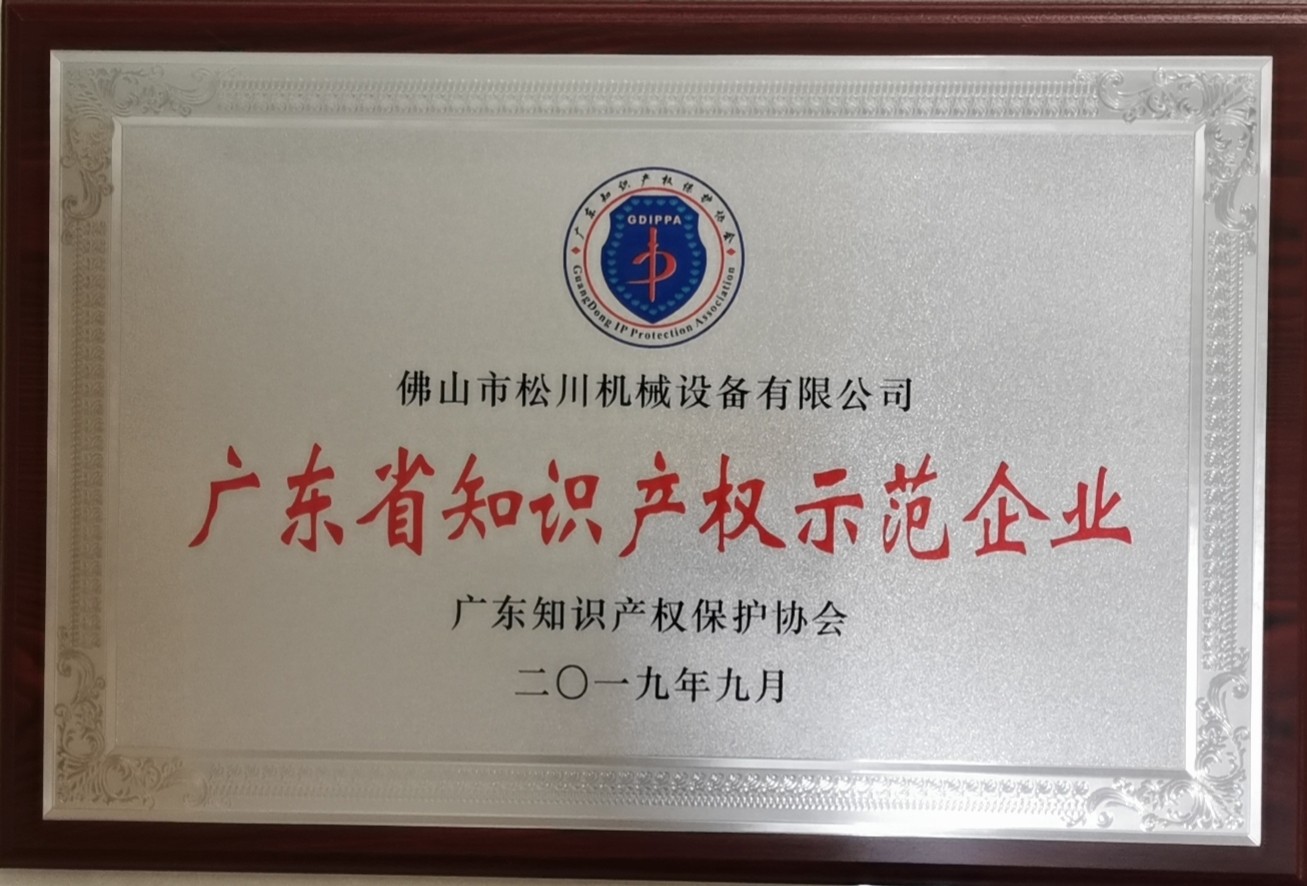 广东知识产权保护协会
GDIPPA
GuangDong IP Protection Association
佛山市松川机械设备有限公司
广东省知识产权示范企业
广东知识产权保护协会
二〇一九年九月